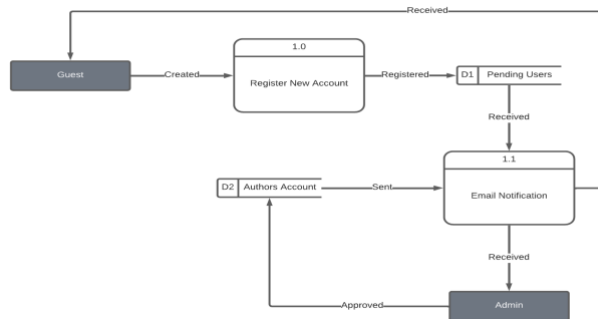 Received
1.0
Guest
Created
Register New Account
Registered
D1 Pending Users
Received
1.1
D2 Authors Account
Sent
Email Notification
Received
Approved
Admin